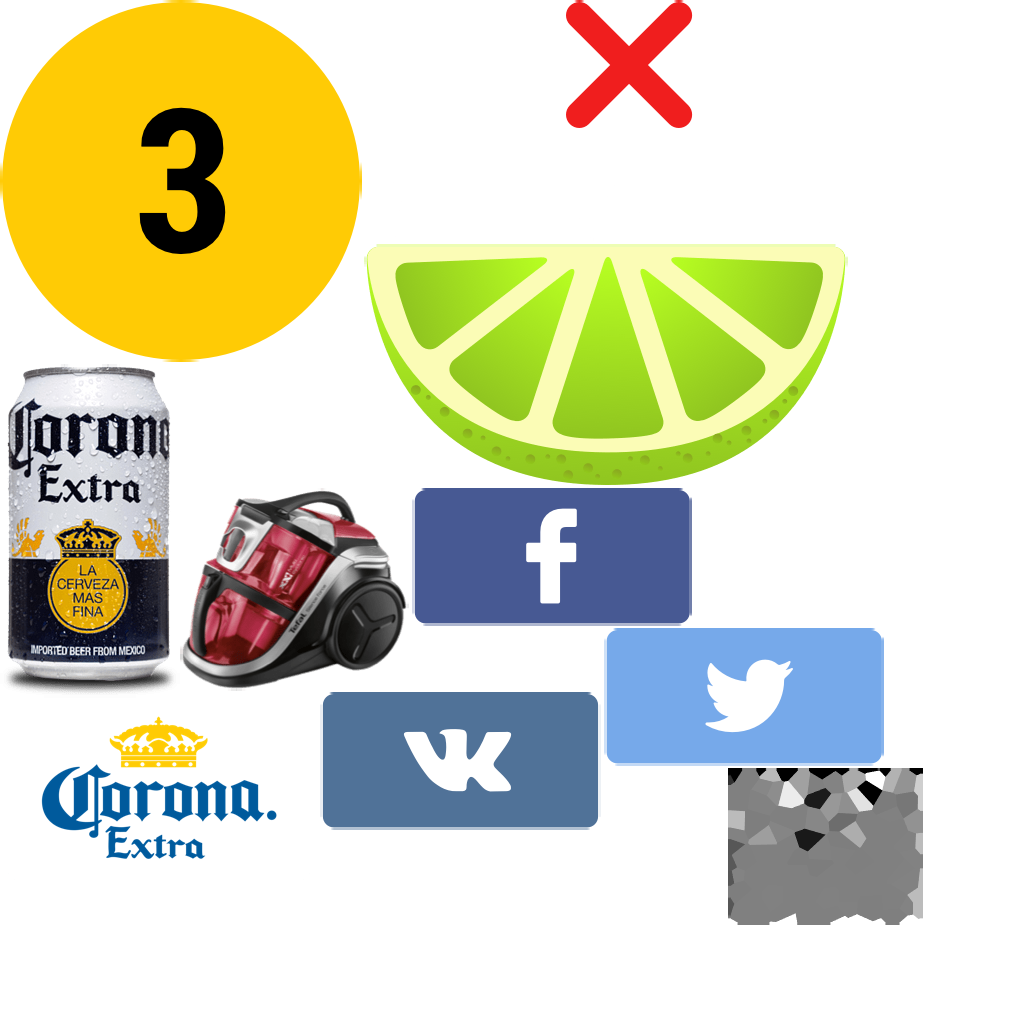 3
Corona
Extra
LA
CERVEZA
MAS
FINA
IMPORTED BEER FROM MEXICO
Tefal
f
VK
Corona.
Extra